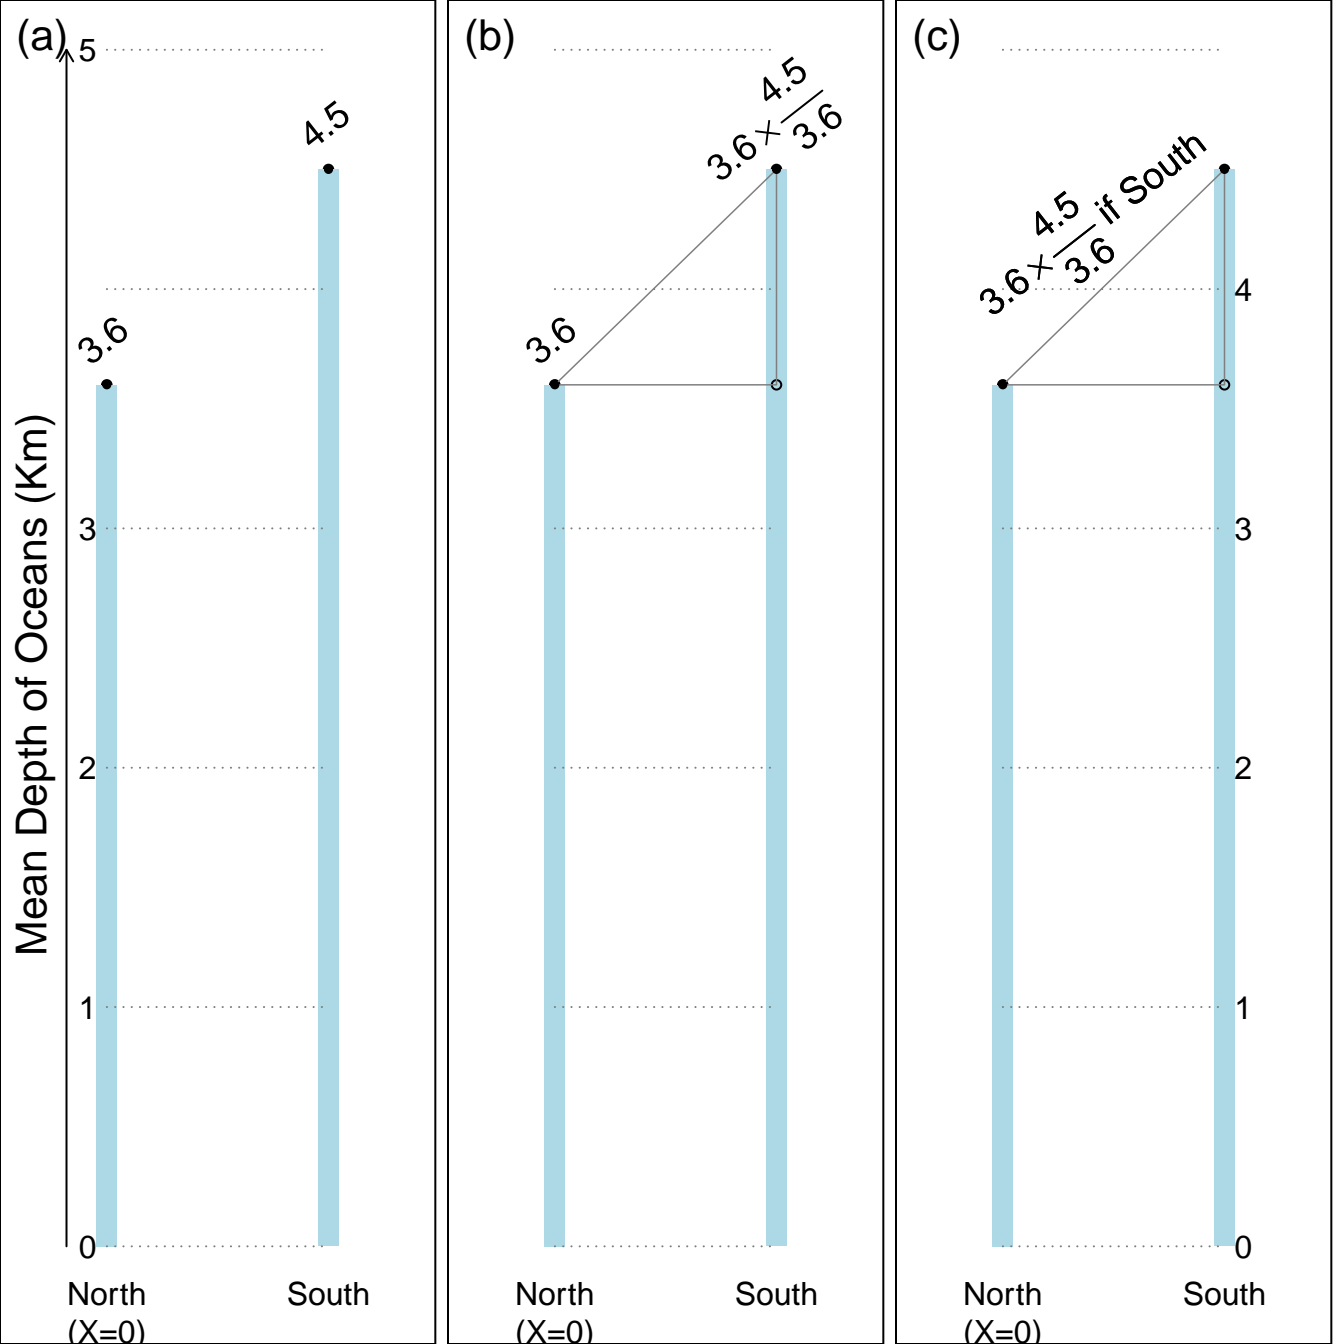 (a)
5
4.5
3.6
3
2
1
0
Mean Depth of Oceans (Km)
North South
(X=0)
(b)
3.6 × 4.5
3.6
3.6
North South
(X=0)
(c)
3.6 × 4.5 if South
3.6
4
3
2
1
0
North South
(X=0)